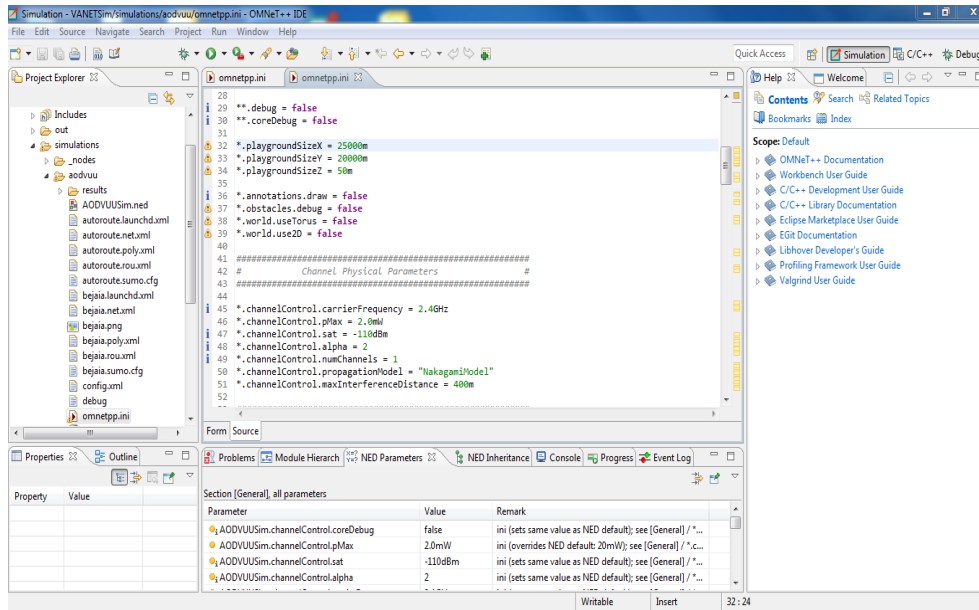 Simulation - VANETSim/simulations/aodvuu/omnetpp.ini - OMNeT++ IDE
File Edit Source Navigate Search Project Run Window Help
Quick Access
Simulation
C/C++
Debug
Project Explorer
Includes
out
simulations
_nodes
aodvuu
results
AODVUUSim.ned
autoroute.launchd.xml
autoroute.net.xml
autoroute.poly.xml
autoroute.rou.xml
autoroute.sumo.cfg
bejaia.launchd.xml
bejaia.net.xml
bejaia.png
bejaia.poly.xml
bejaia.rou.xml
bejaia.sumo.cfg
config.xml
debug
omnetpp.ini
omnetpp.ini
omnetpp.ini
28
29 **.debug = false
30 **.coreDebug = false
31
32 *.playgroundSizeX = 25000m
33 *.playgroundSizeY = 20000m
34 *.playgroundSizeZ = 50m
35
36 *.annotations.draw = false
37 *.obstacles.debug = false
38 *.world.useTorus = false
39 *.world.use2D = false
40
41 ##########################################################
42 # Channel Physical Parameters #
43 ##########################################################
44
45 *.channelControl.carrierFrequency = 2.4GHz
46 *.channelControl.pMax = 2.0mW
47 *.channelControl.sat = -110dBm
48 *.channelControl.alpha = 2
49 *.channelControl.numChannels = 1
50 *.channelControl.propagationModel = "NakagamiModel"
51 *.channelControl.maxInterferenceDistance = 400m
52
Form Source
Help
Welcome
Contents Search Related Topics
Bookmarks Index
Scope: Default
OMNeT++ Documentation
Workbench User Guide
C/C++ Development User Guide
C/C++ Library Documentation
Eclipse Marketplace User Guide
EGit Documentation
Libhover Developer's Guide
Profiling Framework User Guide
Valgrind User Guide
Properties Outline
Property Value
Problems Module Hierarch NED Parameters NED Inheritance Console Progress Event Log
Section [General], all parameters
Parameter Value Remark
AODVUUSim.channelControl.coreDebug false ini (sets same value as NED default; see [General] / *...
AODVUUSim.channelControl.pMax 2.0mW ini (overrides NED default: 20mW); see [General] / *.c...
AODVUUSim.channelControl.sat -110dBm ini (sets same value as NED default); see [General] / *...
AODVUUSim.channelControl.alpha 2 ini (sets same value as NED default); see [General] / *...
Writable Insert 32 : 24